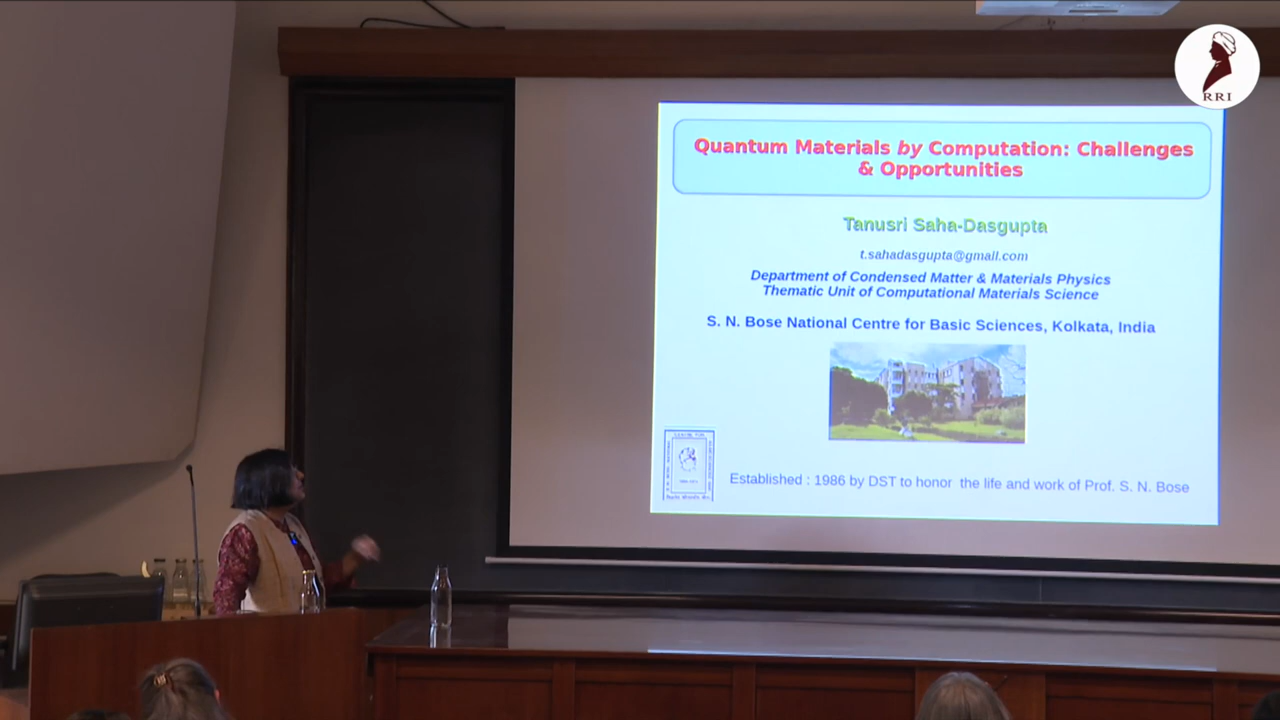 RRI
Quantum Materials by Computation: Challenges
& Opportunities
Tanusri Saha-Dasgupta
t.sahadasgupta@gmail.com
Department of Condensed Matter & Materials Physics
Thematic Unit of Computational Materials Science
S. N. Bose National Centre for Basic Sciences, Kolkata, India
Established : 1986 by DST to honor the life and work of Prof. S. N. Bose